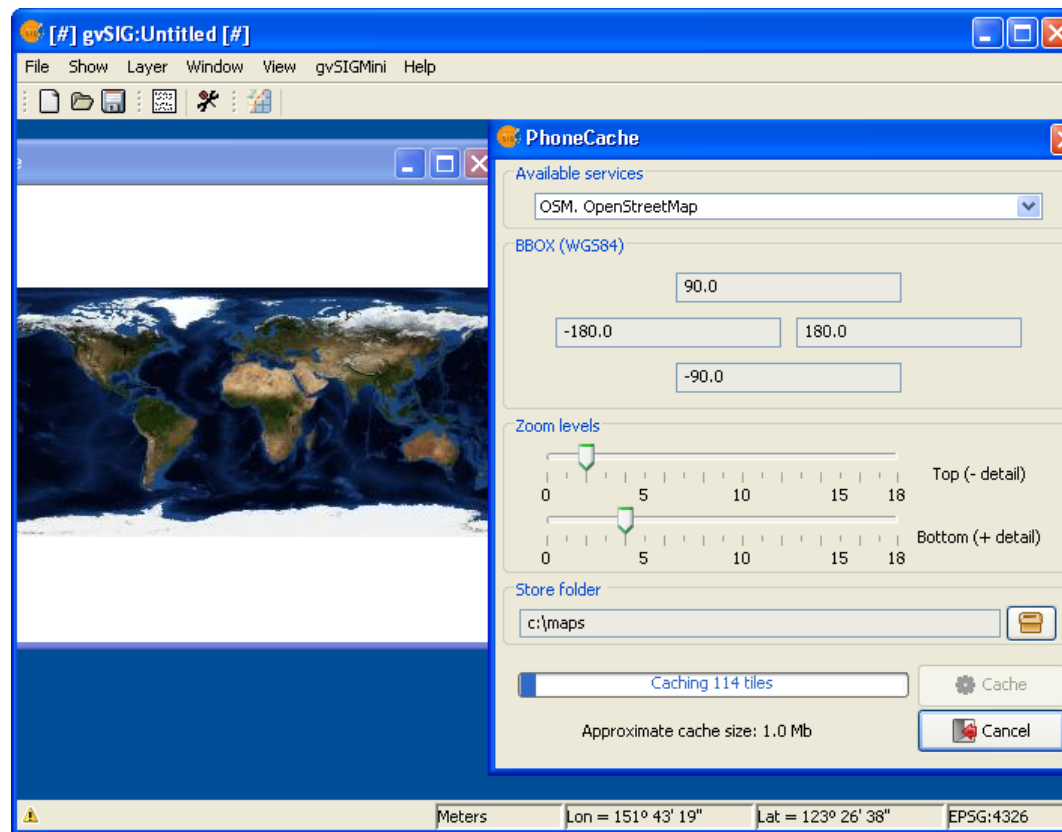 [#] gvSIG:Untitled [#]
File Show Layer Window View gvSIGMini Help
PhoneCache
Available services
OSM. OpenStreetMap
BBOX (WGS84)
90.0
-180.0 180.0
-90.0
Zoom levels
0 5 10 15 18
Top (- detail)
0 5 10 15 18
Bottom (+ detail)
Store folder
c:\maps
Caching 114 tiles
Cache
Approximate cache size: 1.0 Mb
Cancel
Meters Lon = 151º 43' 19" Lat = 123º 26' 38" EPSG:4326